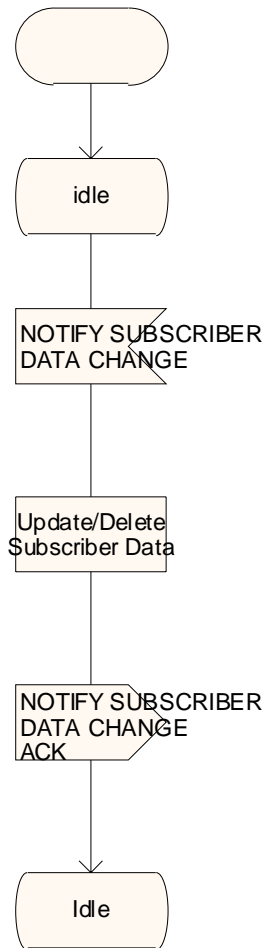 idle
NOTIFY SUBSCRIBER
DATA CHANGE
Update/Delete
Subscriber Data
NOTIFY SUBSCRIBER
DATA CHANGE
ACK
Idle